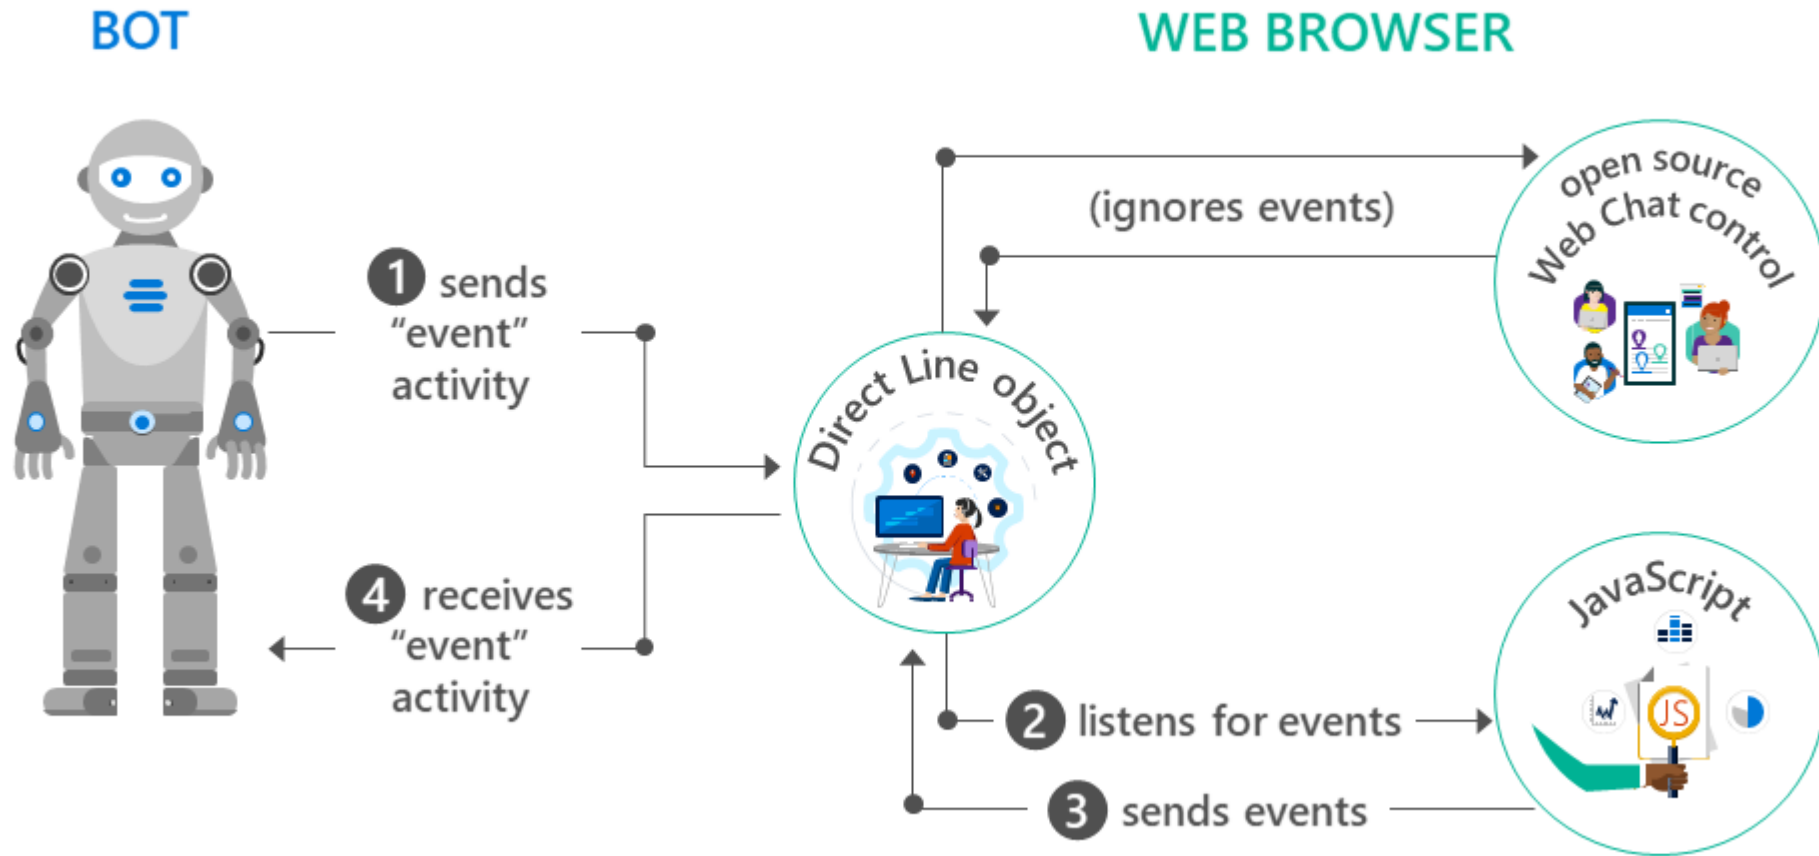 BOT
WEB BROWSER
1 sends
“event”
activity
(ignores events)
open source
Web Chat control
Direct Line object
4 receives
“event”
activity
JavaScript
JS
2 listens for events
3 sends events